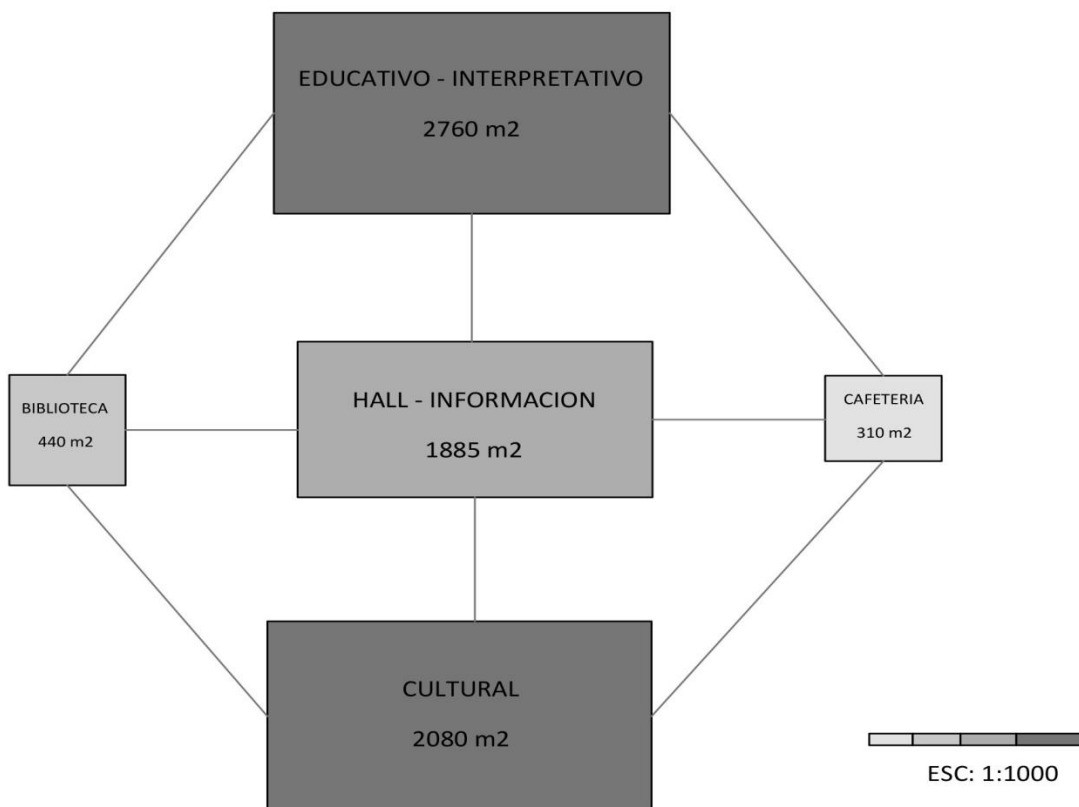 EDUCATIVO - INTERPRETATIVO
2760 m2
BIBLIOTECA
440 m2
HALL - INFORMACION
1885 m2
CAFETERIA
310 m2
CULTURAL
2080 m2
ESC: 1:1000